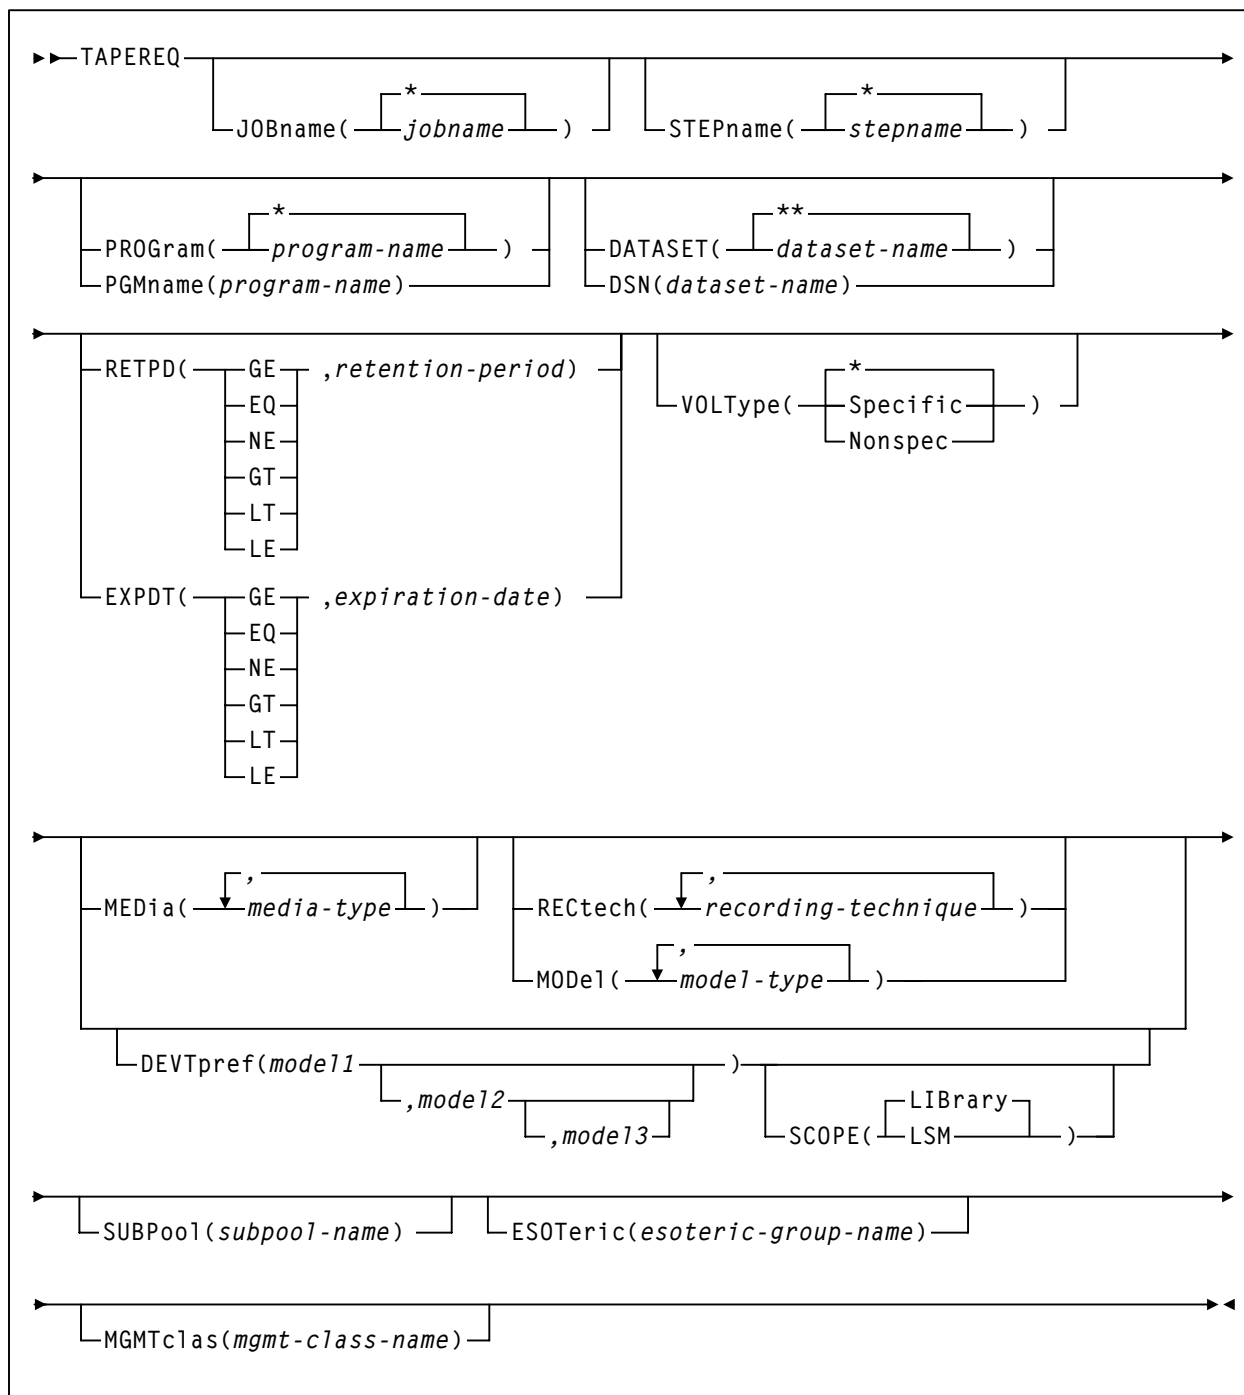 TAPEREQ
*
*
JOBname( jobname ) STEPname( stepname )
*
**
PROGram( program-name ) DATASET( dataset-name )
PGMname(program-name) DSN(dataset-name)
RETPD( GE ,retention-period) *
EQ VOLType( Specific )
NE Nonspec
GT
LT
LE
EXPDT( GE ,expiration-date)
EQ
NE
GT
LT
LE
, ,
MEDia( media-type ) RECtech( recording-technique )
,
MODel( model-type )
DEVTpref(model1 )
,model2 LIBrary
,model3 SCOPE( LSM )
SUBPool(subpool-name) ESOTeric(esoteric-group-name)
MGMTclas(mgmt-class-name)